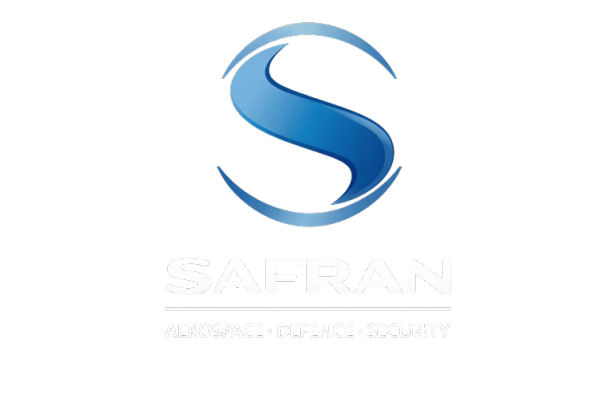 SAFRAN
AEROSPACE · DEFENCE · SECURITY